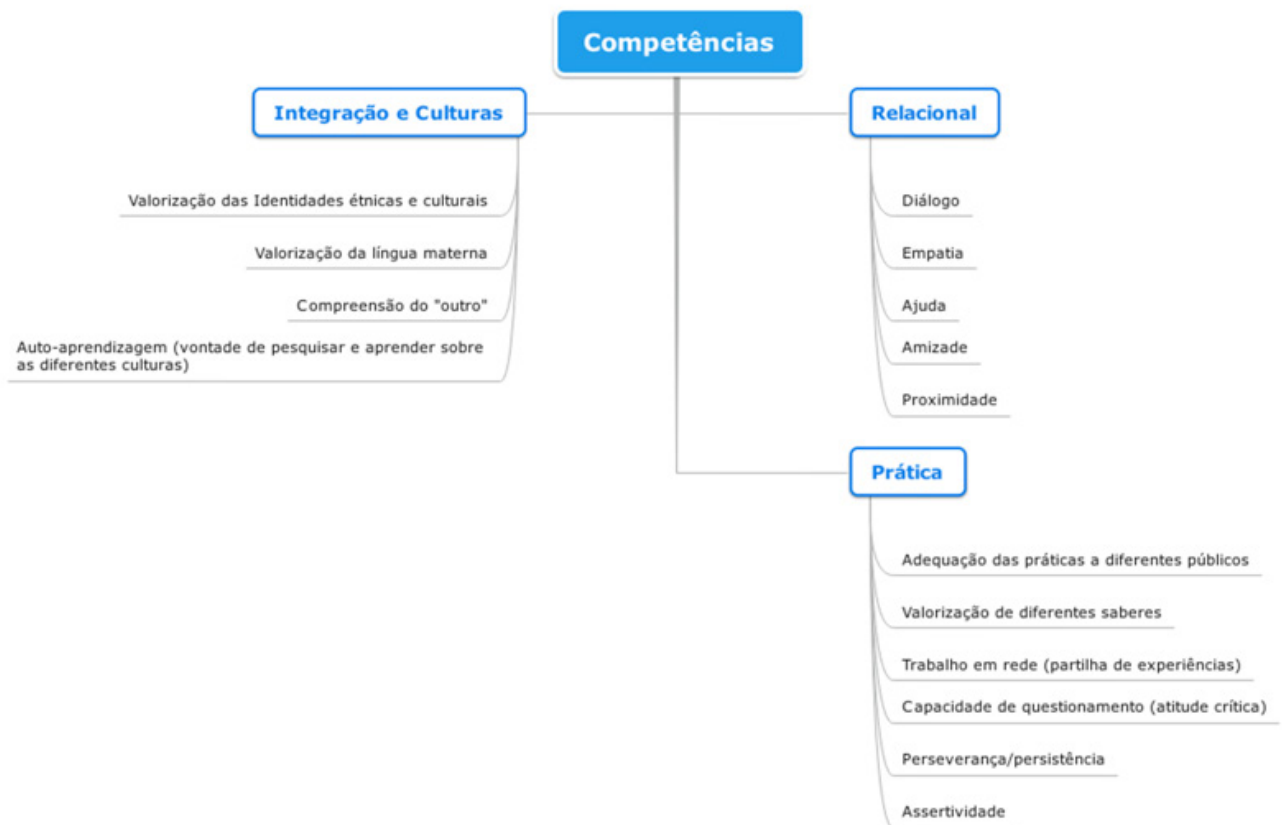 Competências
Integração e Culturas
Valorização das Identidades étnicas e culturais
Valorização da língua materna
Compreensão do "outro"
Auto-aprendizagem (vontade de pesquisar e aprender sobre
as diferentes culturas)
Relacional
Diálogo
Empatia
Ajuda
Amizade
Proximidade
Prática
Adequação das práticas a diferentes públicos
Valorização de diferentes saberes
Trabalho em rede (partilha de experiências)
Capacidade de questionamento (atitude crítica)
Perseverança/persistência
Assertividade